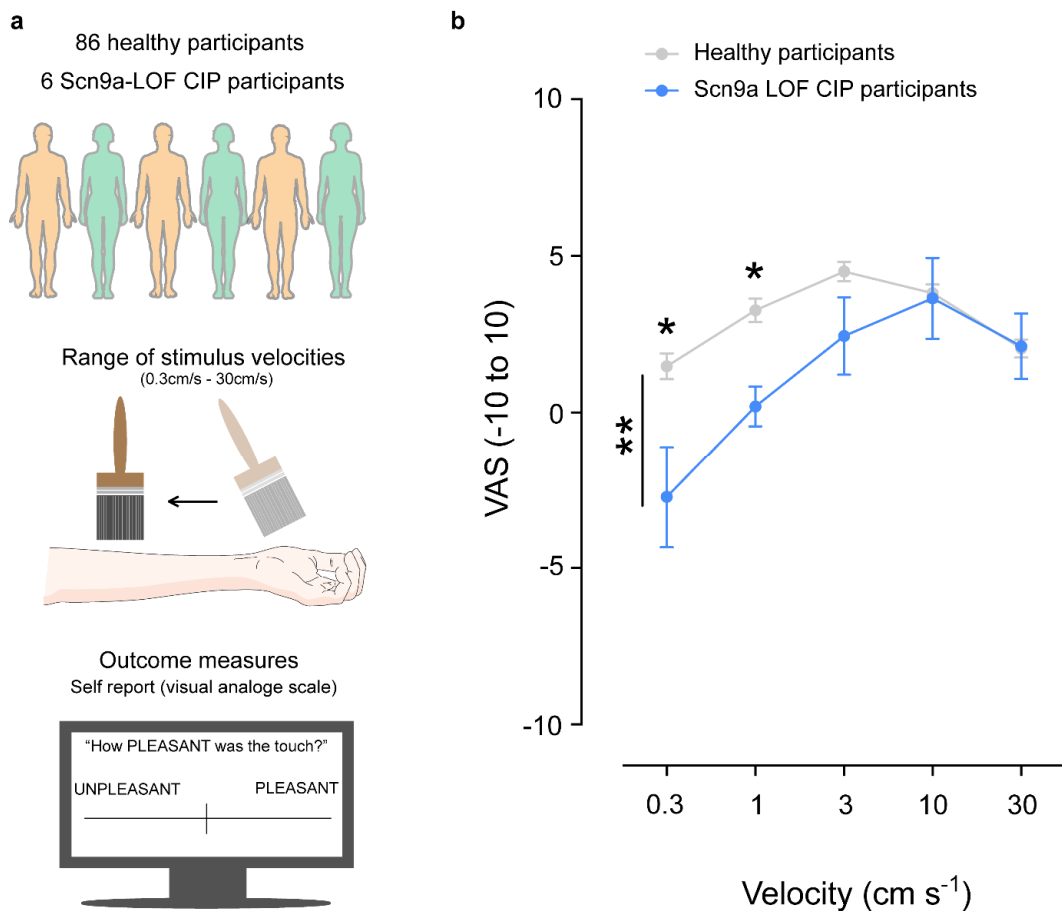 a
86 healthy participants
6 Scn9a-LOF CIP participants
Range of stimulus velocities
(0.3cm/s - 30cm/s)
Outcome measures
Self report (visual analoge scale)
“How PLEASANT was the touch?”
UNPLEASANT PLEASANT
b
Healthy participants
Scn9a LOF CIP participants
VAS (-10 to 10)
10
5
0
-5
-10
*
*
**
0.3 1 3 10 30
Velocity (cm s⁻¹)